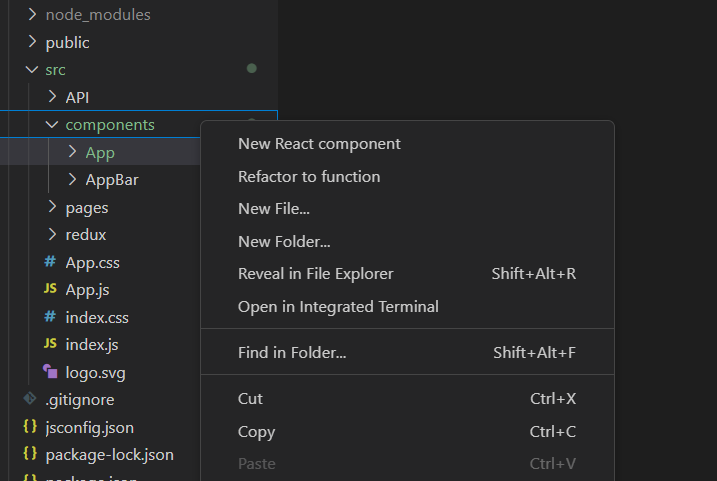 node_modules
public
src
API
components
App
AppBar
pages
redux
# App.css
JS App.js
# index.css
JS index.js
logo.svg
.gitignore
{} jsconfig.json
{} package-lock.json
package.json
New React component
Refactor to function
New File...
New Folder...
Reveal in File Explorer Shift+Alt+R
Open in Integrated Terminal
Find in Folder... Shift+Alt+F
Cut Ctrl+X
Copy Ctrl+C
Paste Ctrl+V